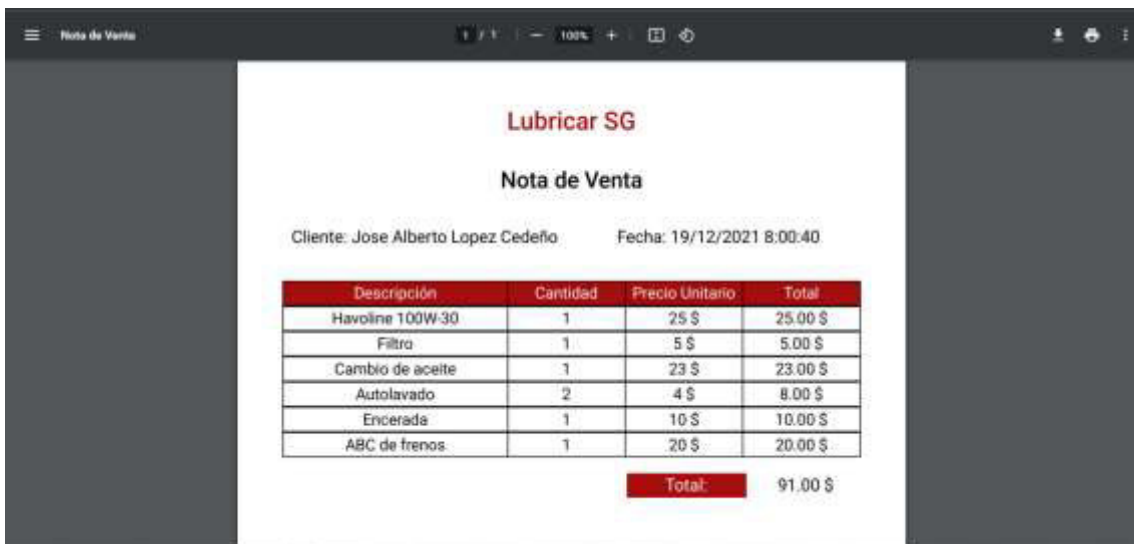 Nota de Venta 1 / 1 — 100% +
Lubricar SG
Nota de Venta
Cliente: Jose Alberto Lopez Cedeño Fecha: 19/12/2021 8:00:40
Descripción Cantidad Precio Unitario Total
Havoline 100W-30 1 25 $ 25.00 $
Filtro 1 5 $ 5.00 $
Cambio de aceite 1 23 $ 23.00 $
Autolavado 2 4 $ 8.00 $
Encerada 1 10 $ 10.00 $
ABC de frenos 1 20 $ 20.00 $
Total: 91.00 $